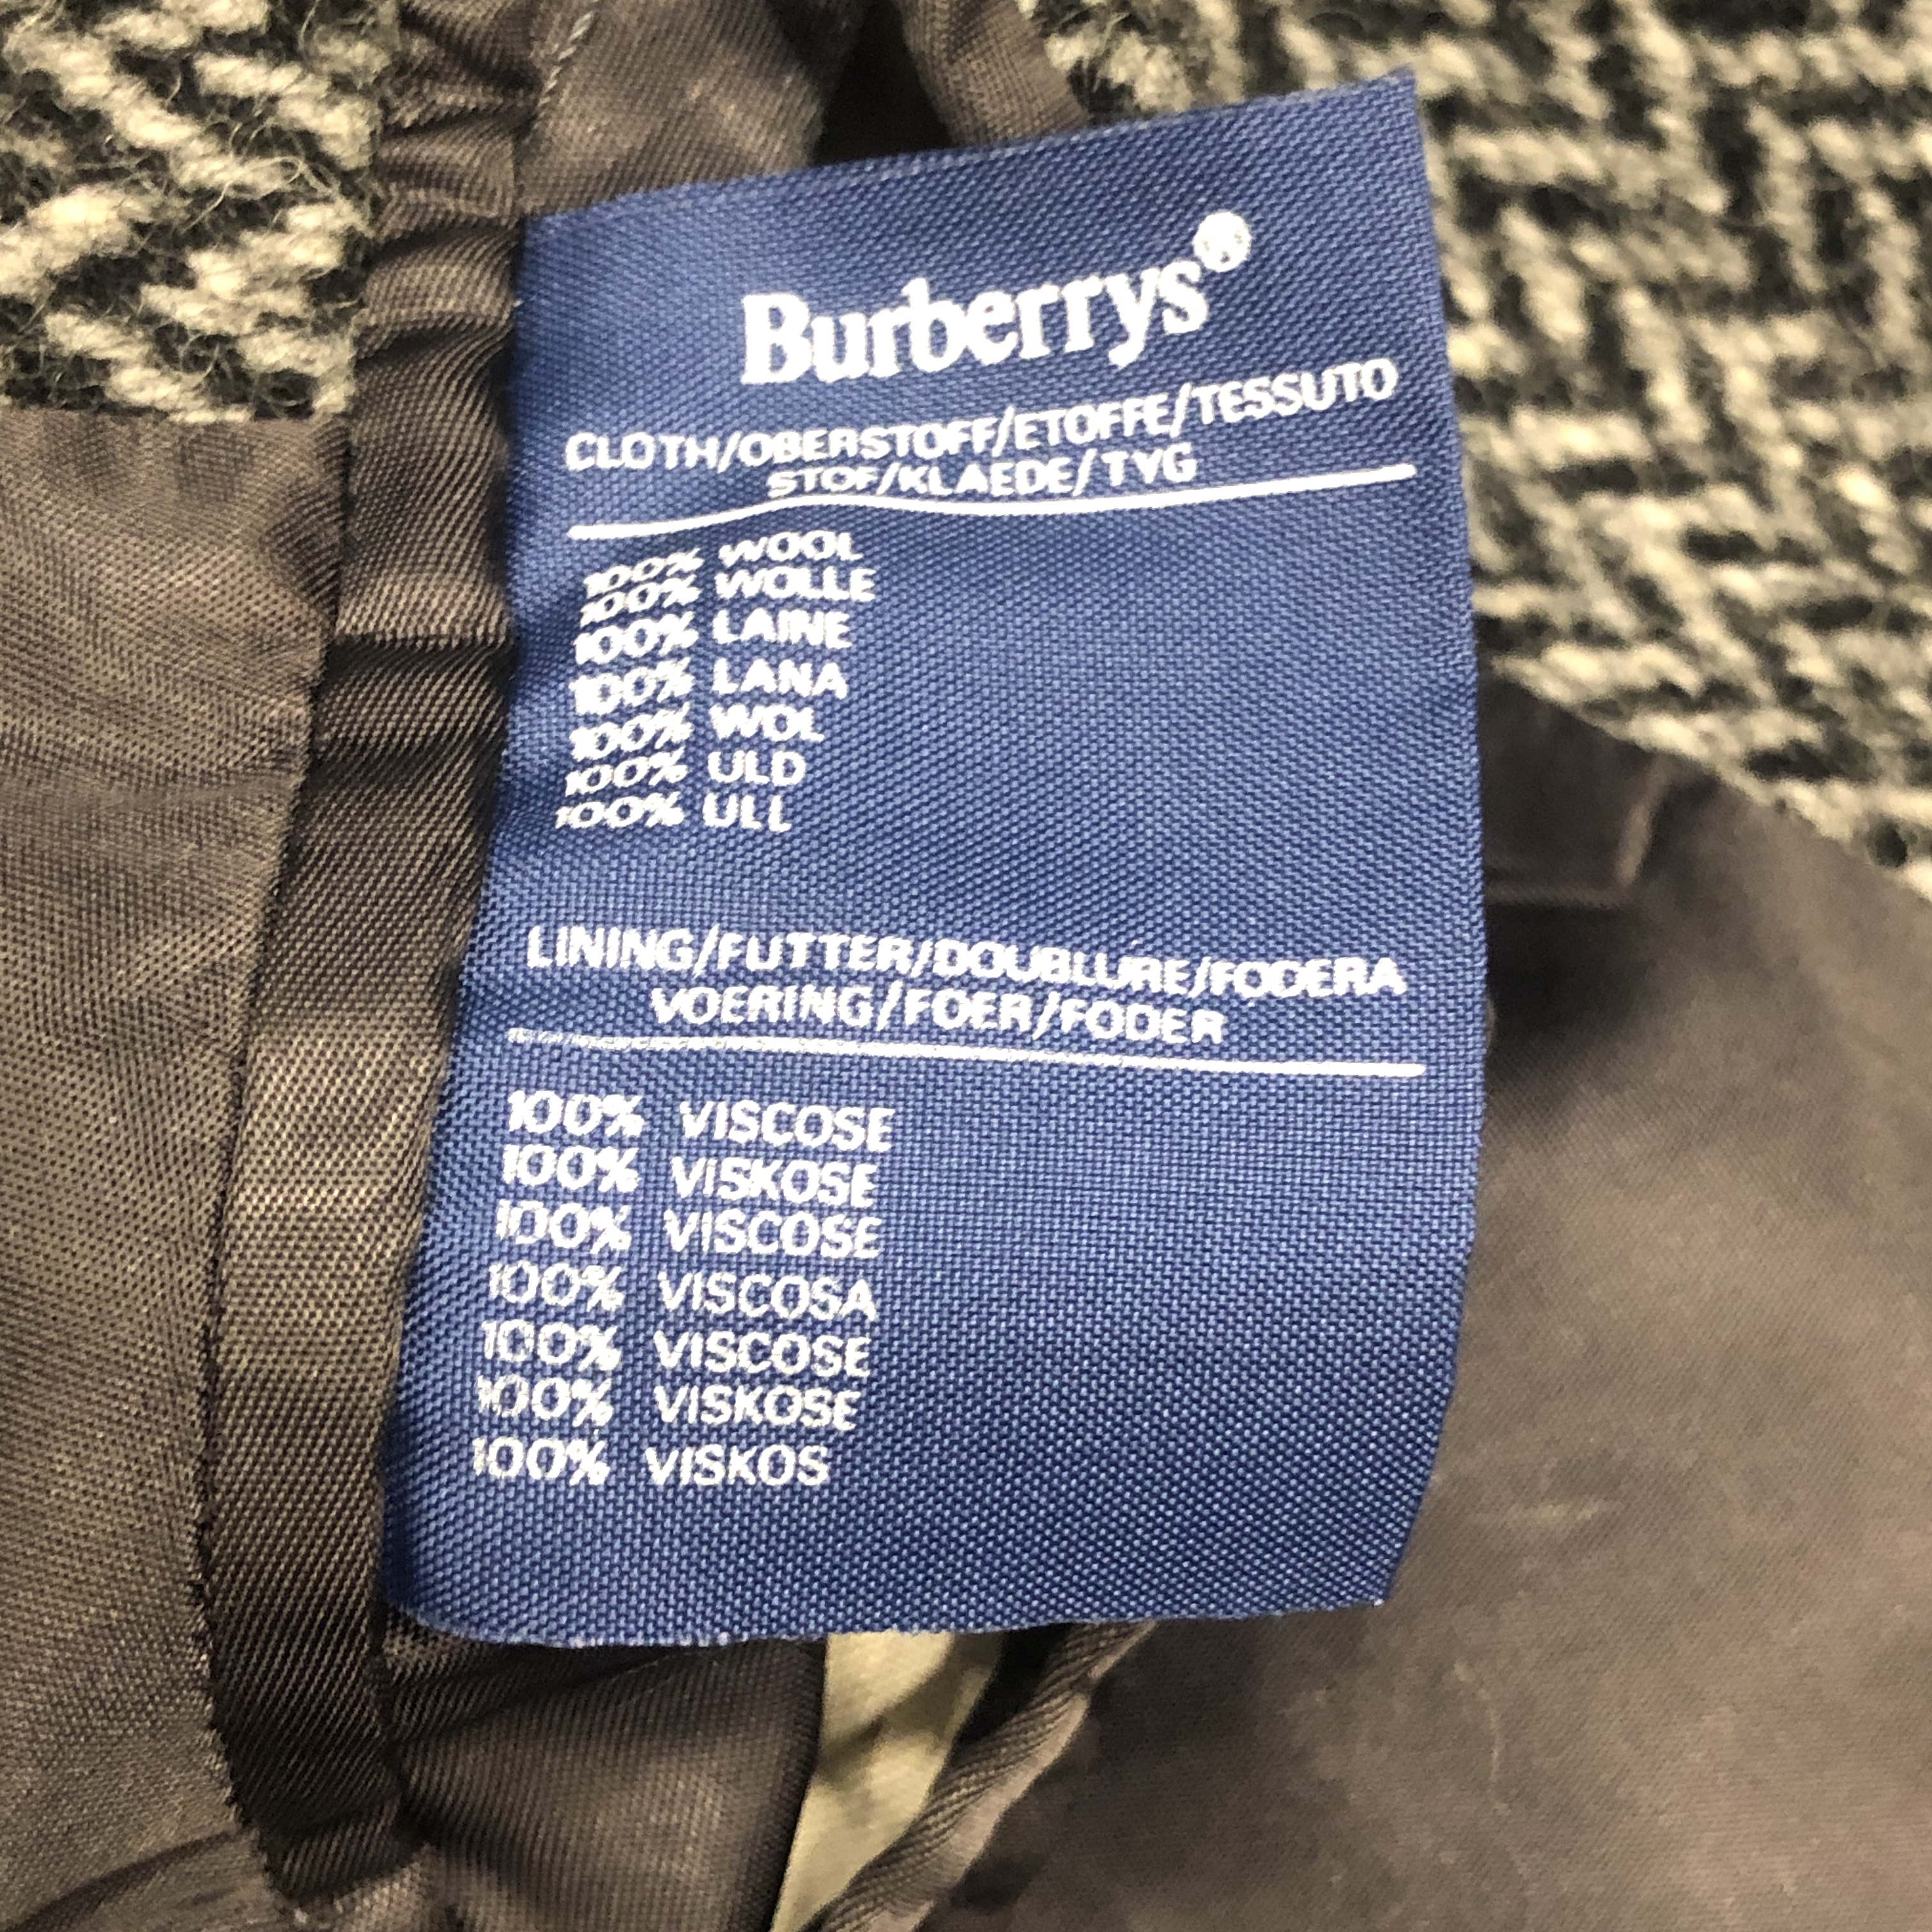 Burberrys®
CLOTH/OBERSTOFF/ETOFFE/TESSUTO
STOF/KLAEDE/TYG
100% WOOL
100% WOLLE
100% LAINE
100% LANA
100% WOL
100% ULD
100% ULL
LINING/FUTTER/DOUBLURE/FODERA
VOERING/FOER/FODER
100% VISCOSE
100% VISKOSE
100% VISCOSE
100% VISCOSA
100% VISCOSE
100% VISKOSE
100% VISKOS